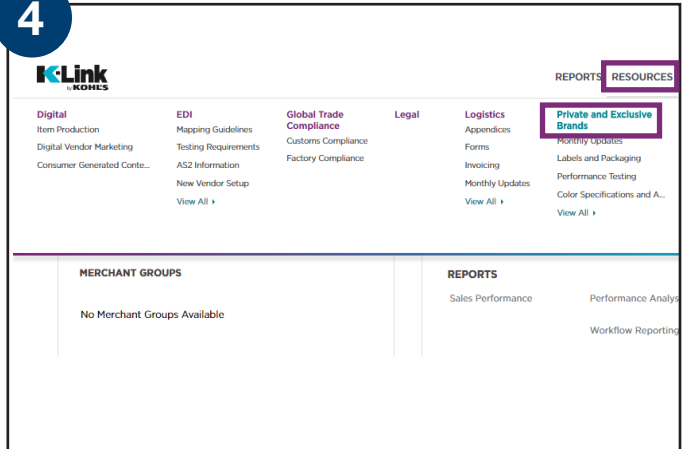 4
K-Link
by KOHL'S
REPORTS RESOURCES
Digital
Item Production
Digital Vendor Marketing
Consumer Generated Conte...
EDI
Mapping Guidelines
Testing Requirements
AS2 Information
New Vendor Setup
View All
Global Trade
Compliance
Customs Compliance
Factory Compliance
Legal
Logistics
Appendices
Forms
Invoicing
Monthly Updates
View All
Private and Exclusive
Brands
Monthly Updates
Labels and Packaging
Performance Testing
Color Specifications and A...
View All
MERCHANT GROUPS
No Merchant Groups Available
REPORTS
Sales Performance
Performance Analys
Workflow Reporting